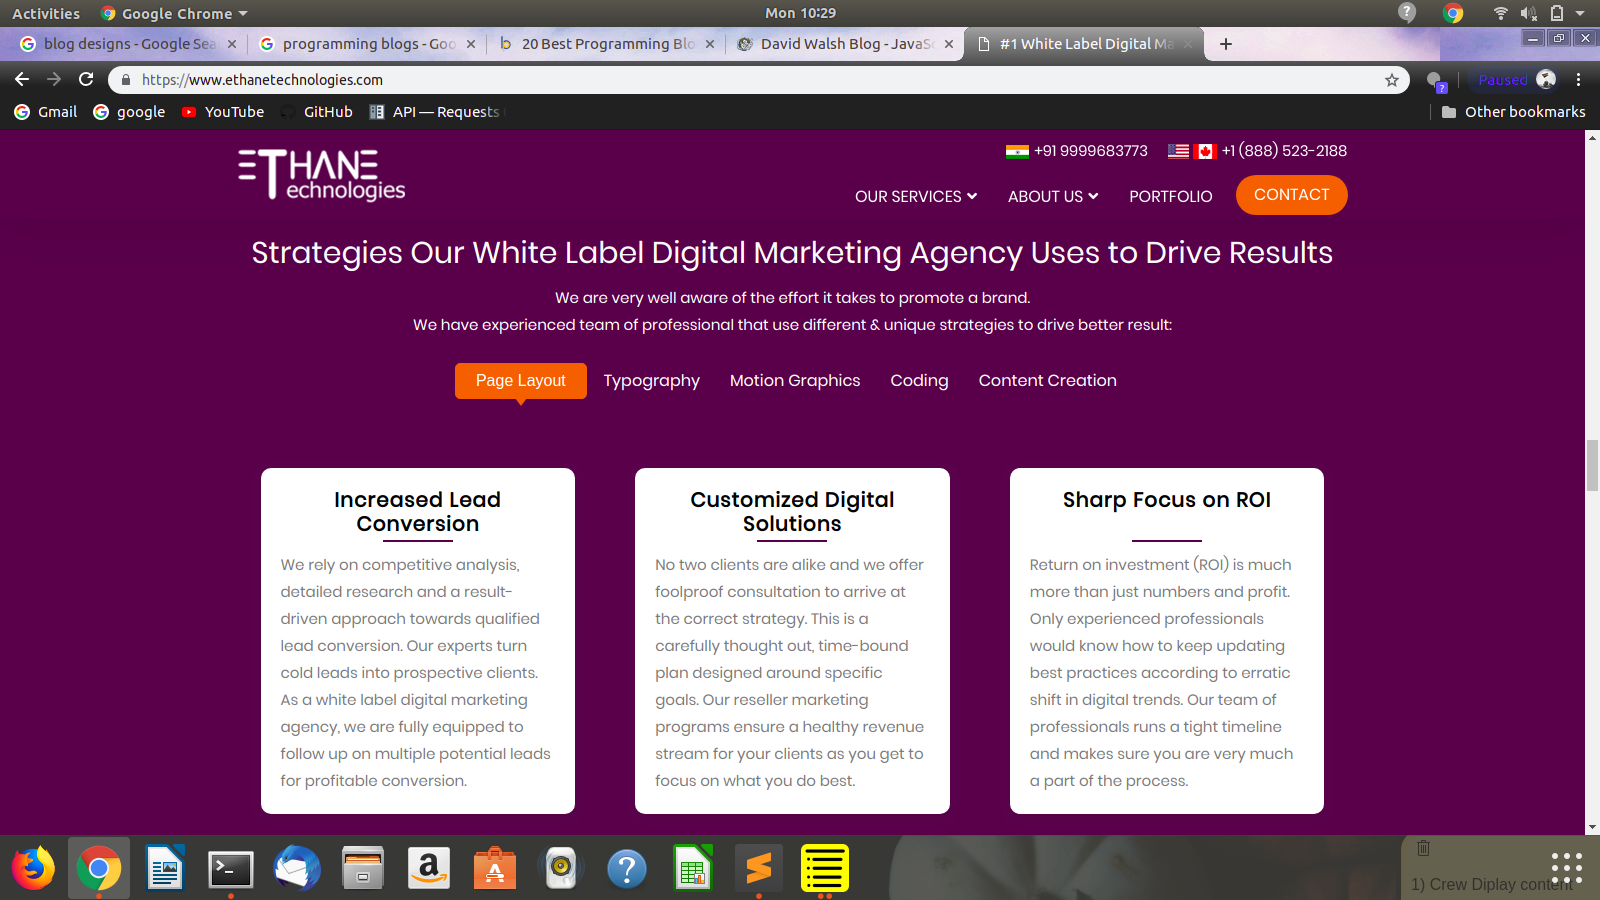 Activities Google Chrome Mon 10:29
blog designs - Google Sea programming blogs - Goo 20 Best Programming Blo David Walsh Blog - JavaSc #1 White Label Digital Ma
https://www.ethanetechnologies.com Paused
Gmail google YouTube GitHub API — Requests Other bookmarks
ETHANE
Technologies
+91 9999683773 +1 (888) 523-2188
OUR SERVICES ABOUT US PORTFOLIO CONTACT
Strategies Our White Label Digital Marketing Agency Uses to Drive Results
We are very well aware of the effort it takes to promote a brand.
We have experienced team of professional that use different & unique strategies to drive better result:
Page Layout Typography Motion Graphics Coding Content Creation
Increased Lead
Conversion
We rely on competitive analysis,
detailed research and a result-
driven approach towards qualified
lead conversion. Our experts turn
cold leads into prospective clients.
As a white label digital marketing
agency, we are fully equipped to
follow up on multiple potential leads
for profitable conversion.
Customized Digital
Solutions
No two clients are alike and we offer
foolproof consultation to arrive at
the correct strategy. This is a
carefully thought out, time-bound
plan designed around specific
goals. Our reseller marketing
programs ensure a healthy revenue
stream for your clients as you get to
focus on what you do best.
Sharp Focus on ROI
Return on investment (ROI) is much
more than just numbers and profit.
Only experienced professionals
would know how to keep updating
best practices according to erratic
shift in digital trends. Our team of
professionals runs a tight timeline
and makes sure you are very much
a part of the process.
1) Crew Diplay content